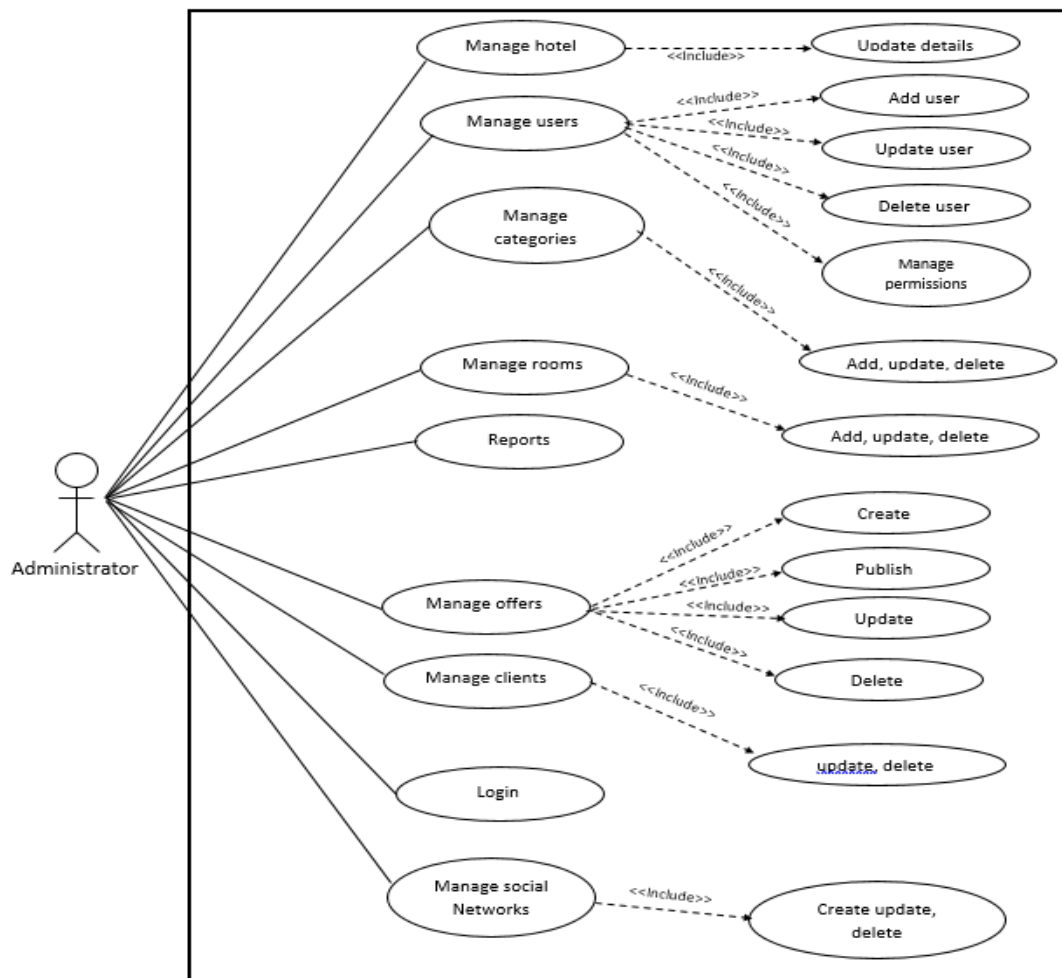 Manage hotel
<<Include>>
Update details
Manage users
<<Include>>
Add user
<<Include>>
Update user
<<Include>>
Delete user
<<Include>>
Manage
permissions
Manage
categories
<<Include>>
Add, update, delete
Manage rooms
<<Include>>
Add, update, delete
Reports
Administrator
Manage offers
<<Include>>
Create
<<Include>>
Publish
<<Include>>
Update
<<Include>>
Delete
Manage clients
<<Include>>
update, delete
Login
Manage social
Networks
<<Include>>
Create update,
delete